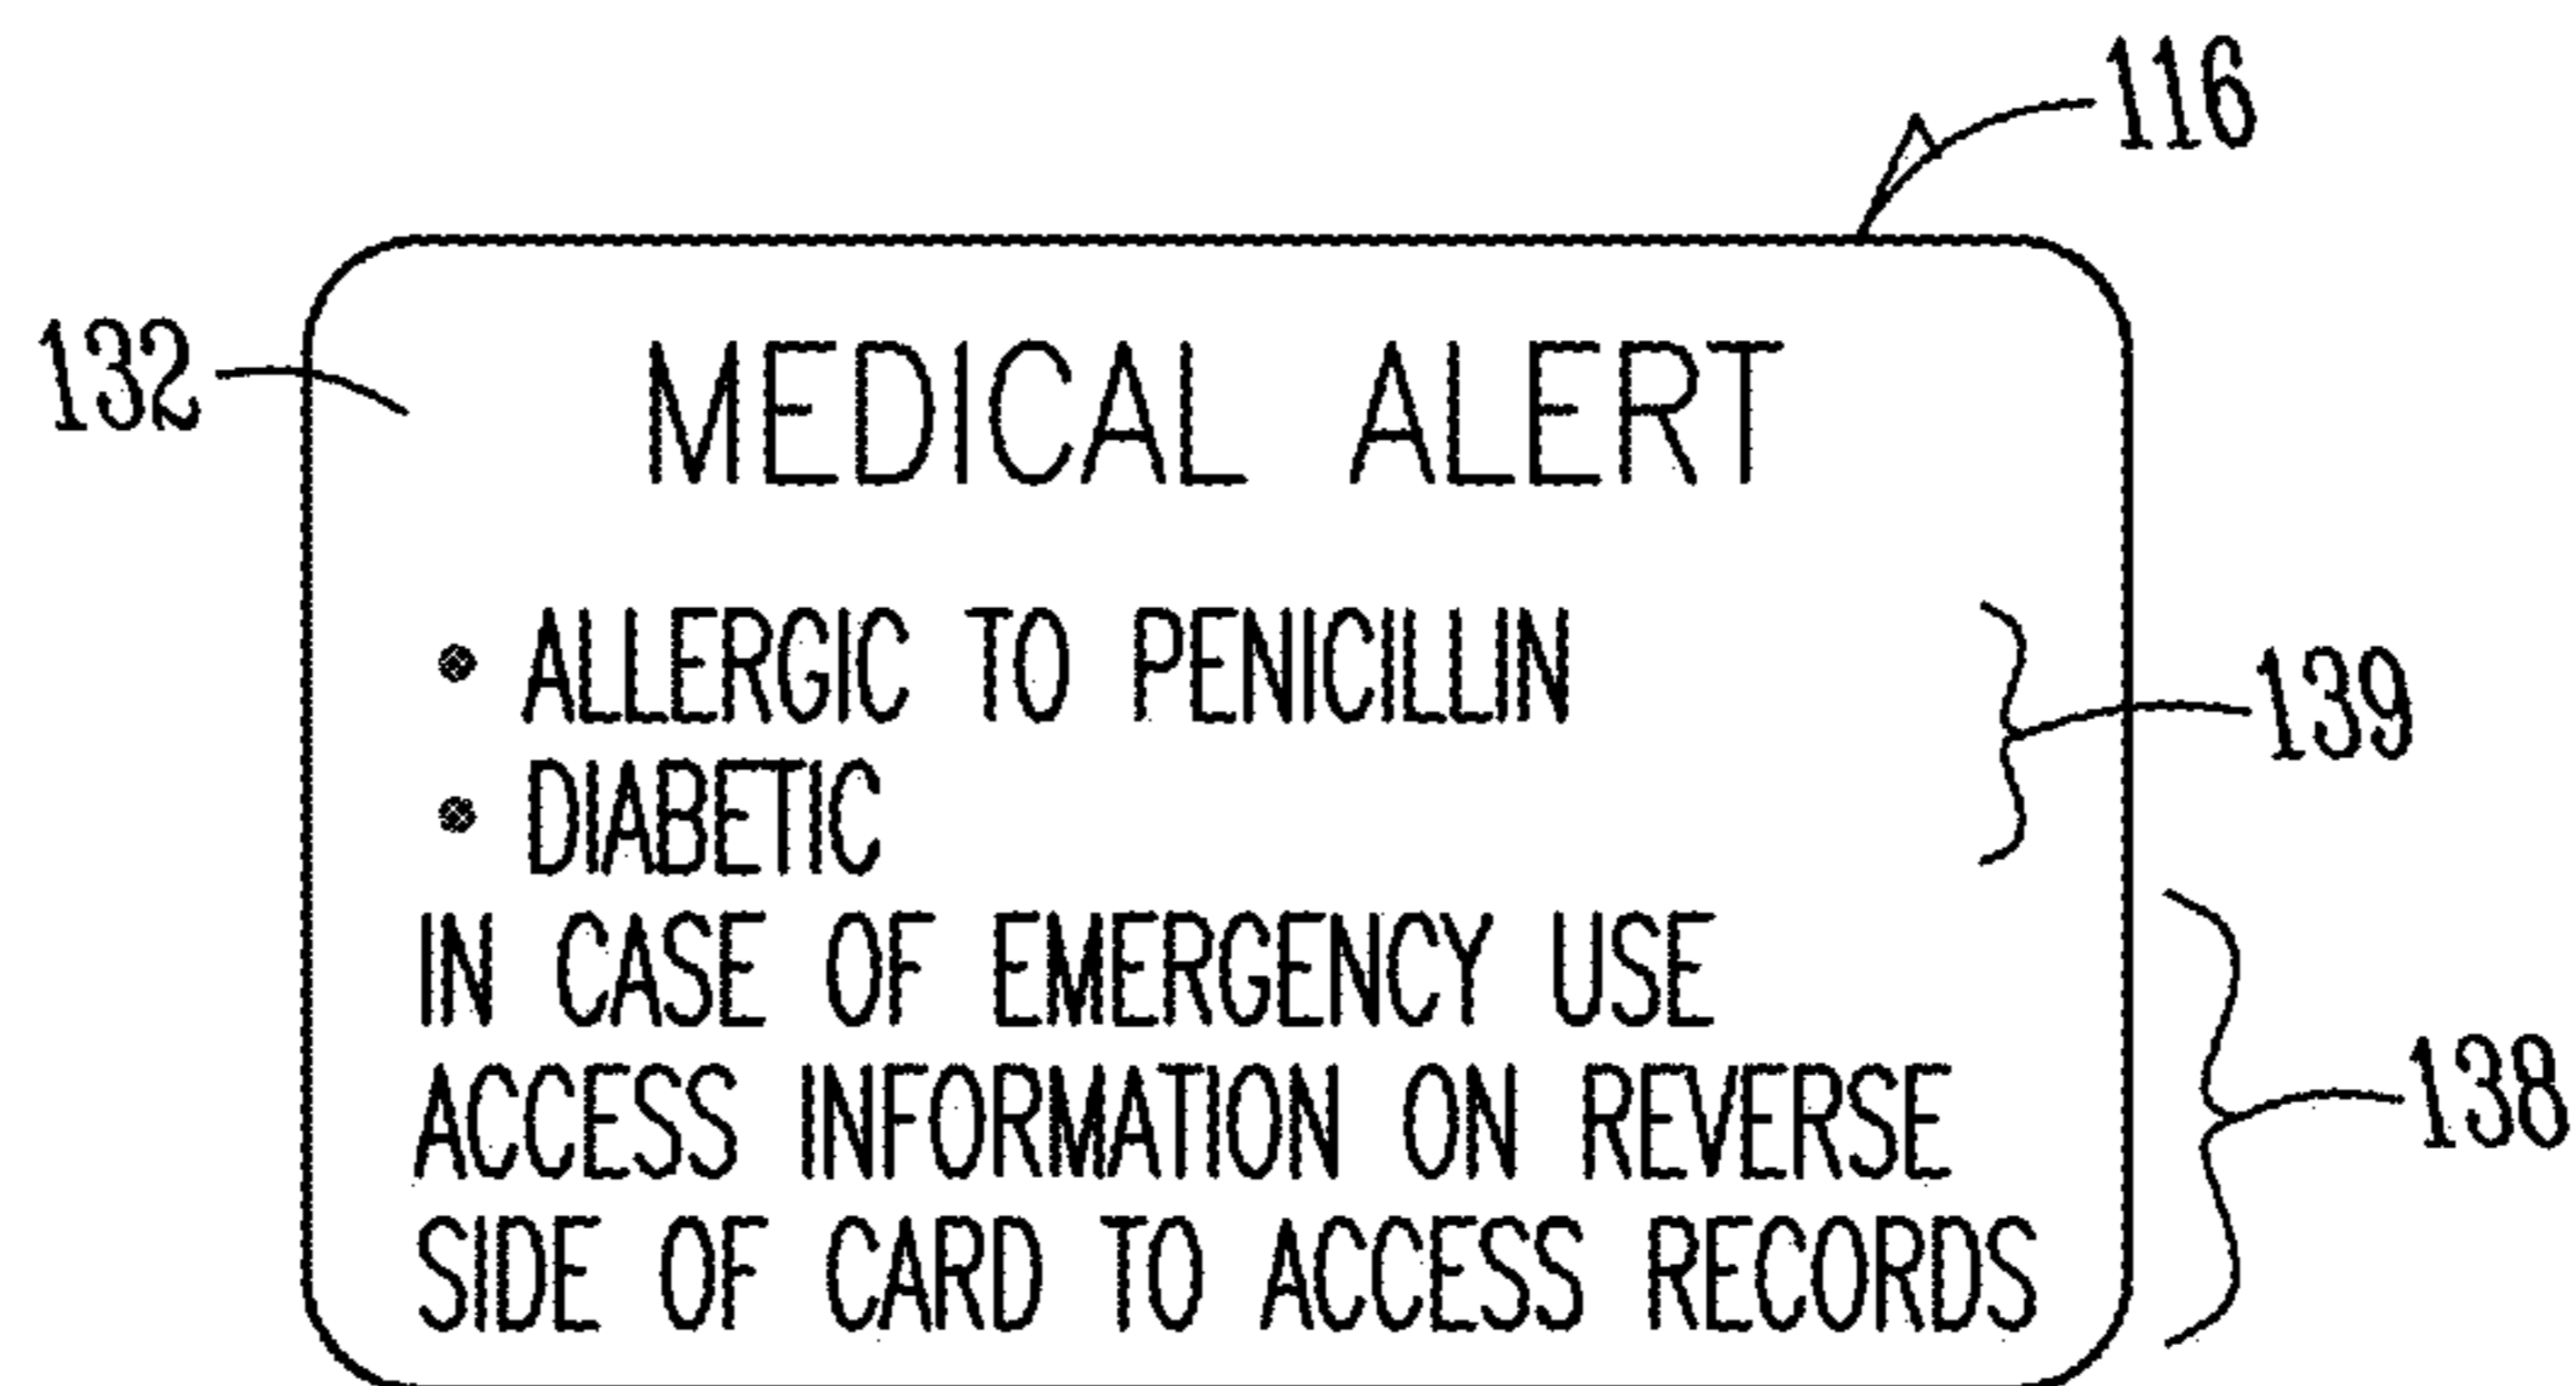 116
132
MEDICAL ALERT
• ALLERGIC TO PENICILLIN
139
• DIABETIC
IN CASE OF EMERGENCY USE
ACCESS INFORMATION ON REVERSE
138
SIDE OF CARD TO ACCESS RECORDS